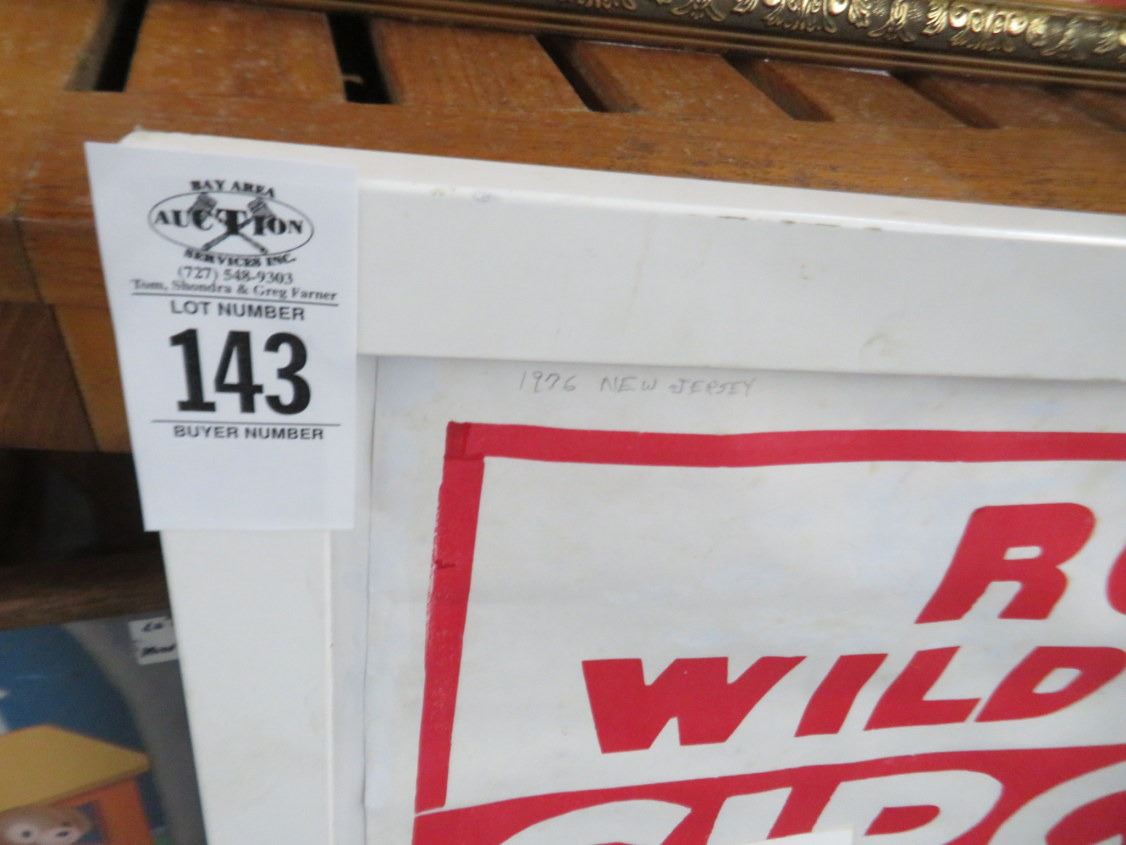 BAY AREA
AUCTION
SERVICES INC.
(727) 548-9303
Tom, Shondra & Greg Farner
LOT NUMBER
143
BUYER NUMBER
1976 NEW JERSEY
R
WILD
CIRC